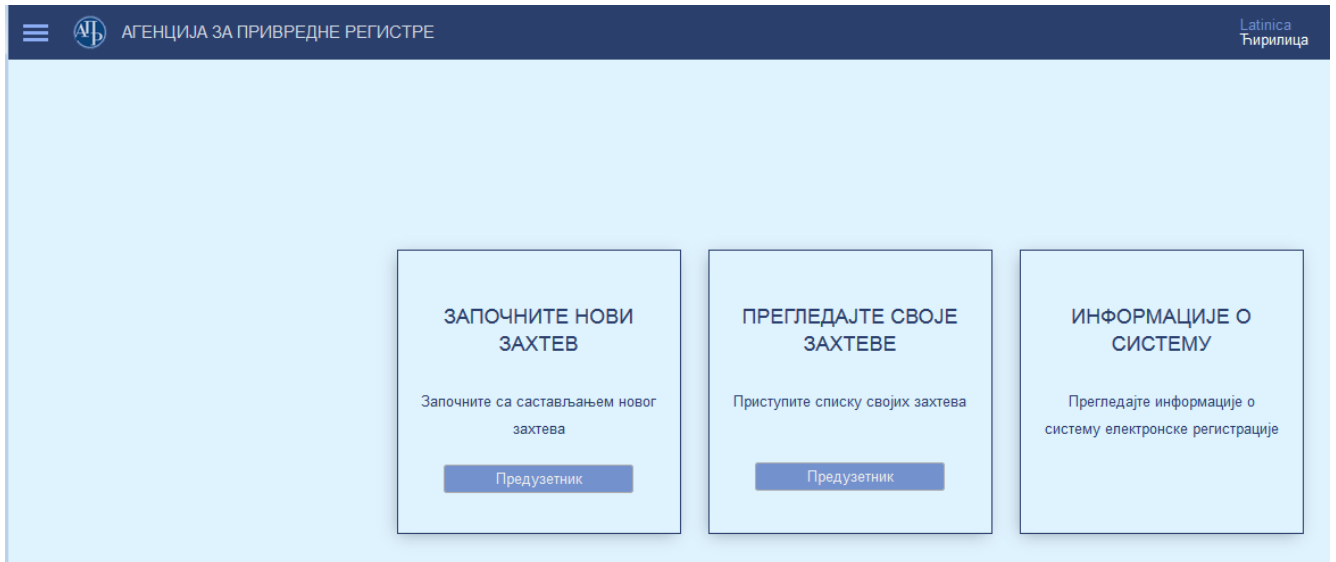 АПР
АГЕНЦИЈА ЗА ПРИВРЕДНЕ РЕГИСТРЕ
Latinica
Ћирилица
ЗАПОЧНИТЕ НОВИ
ЗАХТЕВ
Започните са састављањем новог
захтева
Предузетник
ПРЕГЛЕДАЈТЕ СВОЈЕ
ЗАХТЕВЕ
Приступите списку својих захтева
Предузетник
ИНФОРМАЦИЈЕ О
СИСТЕМУ
Прегледајте информације о
систему електронске регистрације